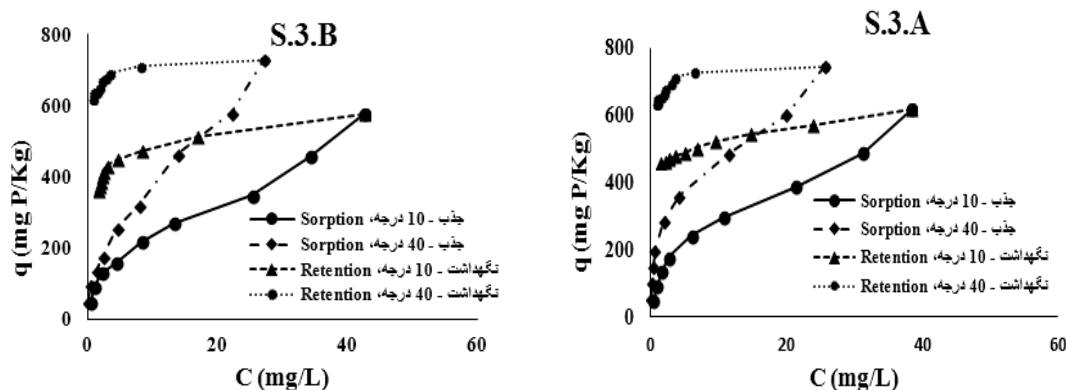 S.3.B
q (mg P/Kg)
800
600
400
200
0
Sorption جذب - 10 درجه،
Sorption جذب - 40 درجه،
Retention نگهداشت - 10 درجه،
Retention نگهداشت - 40 درجه،
0 20 40 60
C (mg/L)
S.3.A
q (mg P/Kg)
800
600
400
200
0
Sorption جذب - 10 درجه،
Sorption جذب - 40 درجه،
Retention نگهداشت - 10 درجه،
Retention نگهداشت - 40 درجه،
0 20 40 60
C (mg/L)